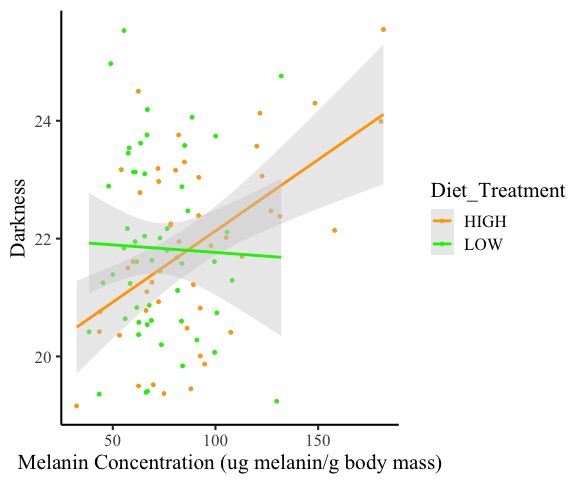 24
22
20
50
100
150
Darkness
Melanin Concentration (ug melanin/g body mass)
Diet_Treatment
HIGH
LOW